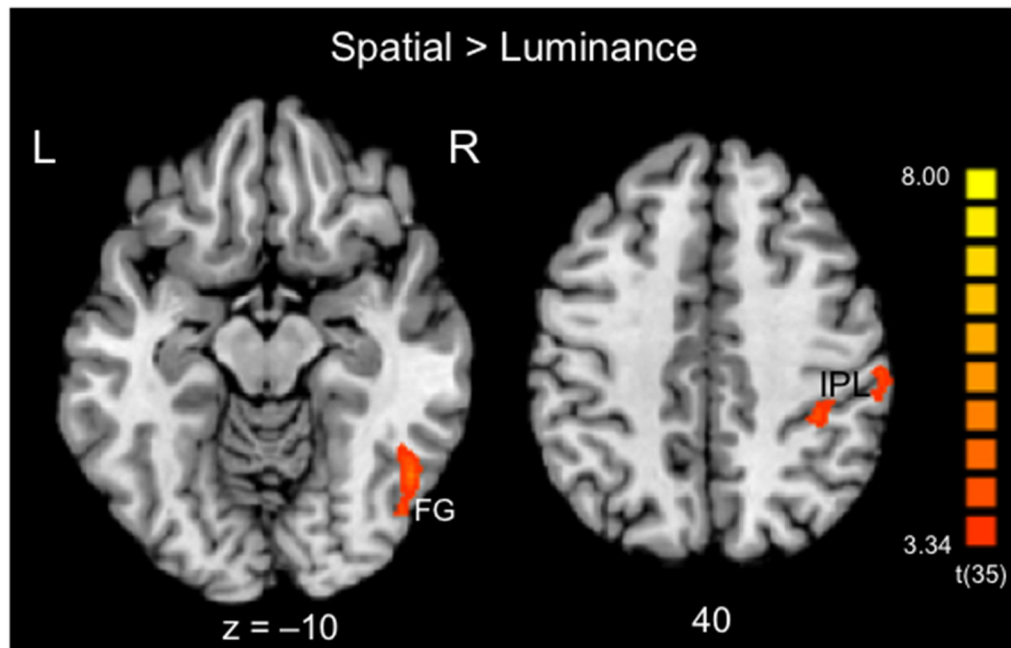 Spatial > Luminance
L
R
8.00
IPL
FG
3.34
t(35)
z = –10
40